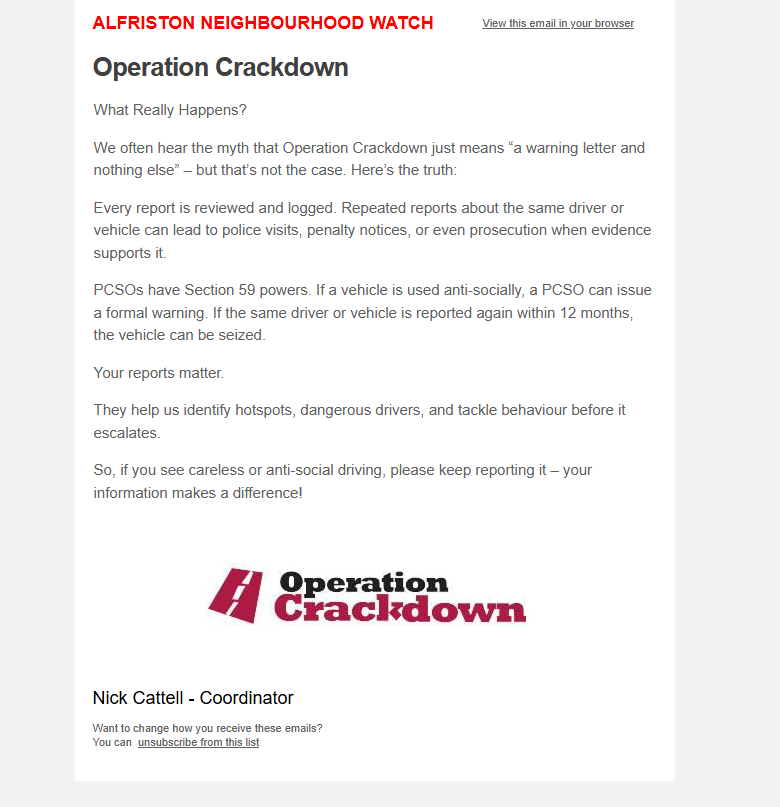 ALFRISTON NEIGHBOURHOOD WATCH
View this email in your browser
Operation Crackdown
What Really Happens?
We often hear the myth that Operation Crackdown just means “a warning letter and
nothing else” – but that’s not the case. Here’s the truth:
Every report is reviewed and logged. Repeated reports about the same driver or
vehicle can lead to police visits, penalty notices, or even prosecution when evidence
supports it.
PCSOs have Section 59 powers. If a vehicle is used anti-socially, a PCSO can issue
a formal warning. If the same driver or vehicle is reported again within 12 months,
the vehicle can be seized.
Your reports matter.
They help us identify hotspots, dangerous drivers, and tackle behaviour before it
escalates.
So, if you see careless or anti-social driving, please keep reporting it – your
information makes a difference!
Operation
Crackdown
Nick Cattell - Coordinator
Want to change how you receive these emails?
You can unsubscribe from this list